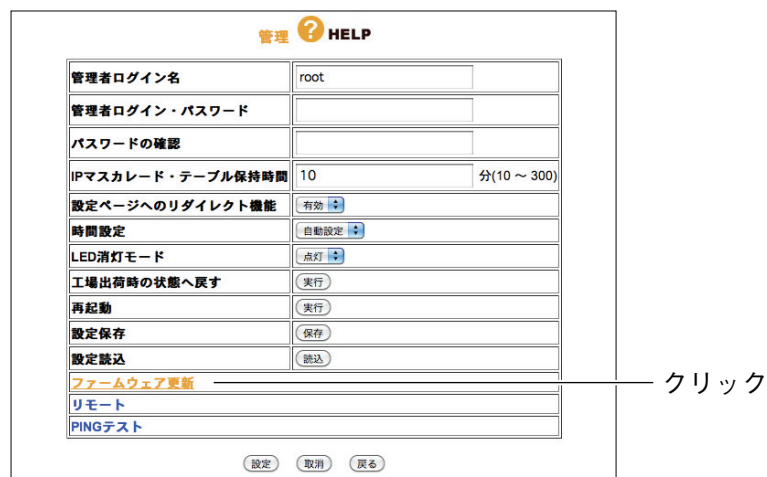 管理 ? HELP
管理者ログイン名 root
管理者ログイン・パスワード
パスワードの確認
IPマスカレード・テーブル保持時間 10 分(10 ～ 300)
設定ページへのリダイレクト機能 有効
時間設定 自動設定
LED消灯モード 点灯
工場出荷時の状態へ戻す 実行
再起動 実行
設定保存 保存
設定読込 読込
ファームウェア更新 クリック
リモート
PINGテスト
設定 取消 戻る